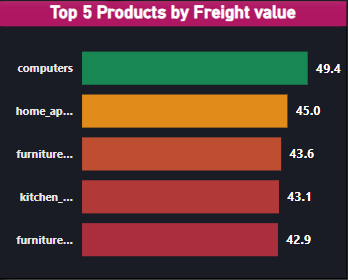 Top 5 Products by Freight value
computers 49.4
home_ap... 45.0
furniture... 43.6
kitchen_... 43.1
furniture... 42.9